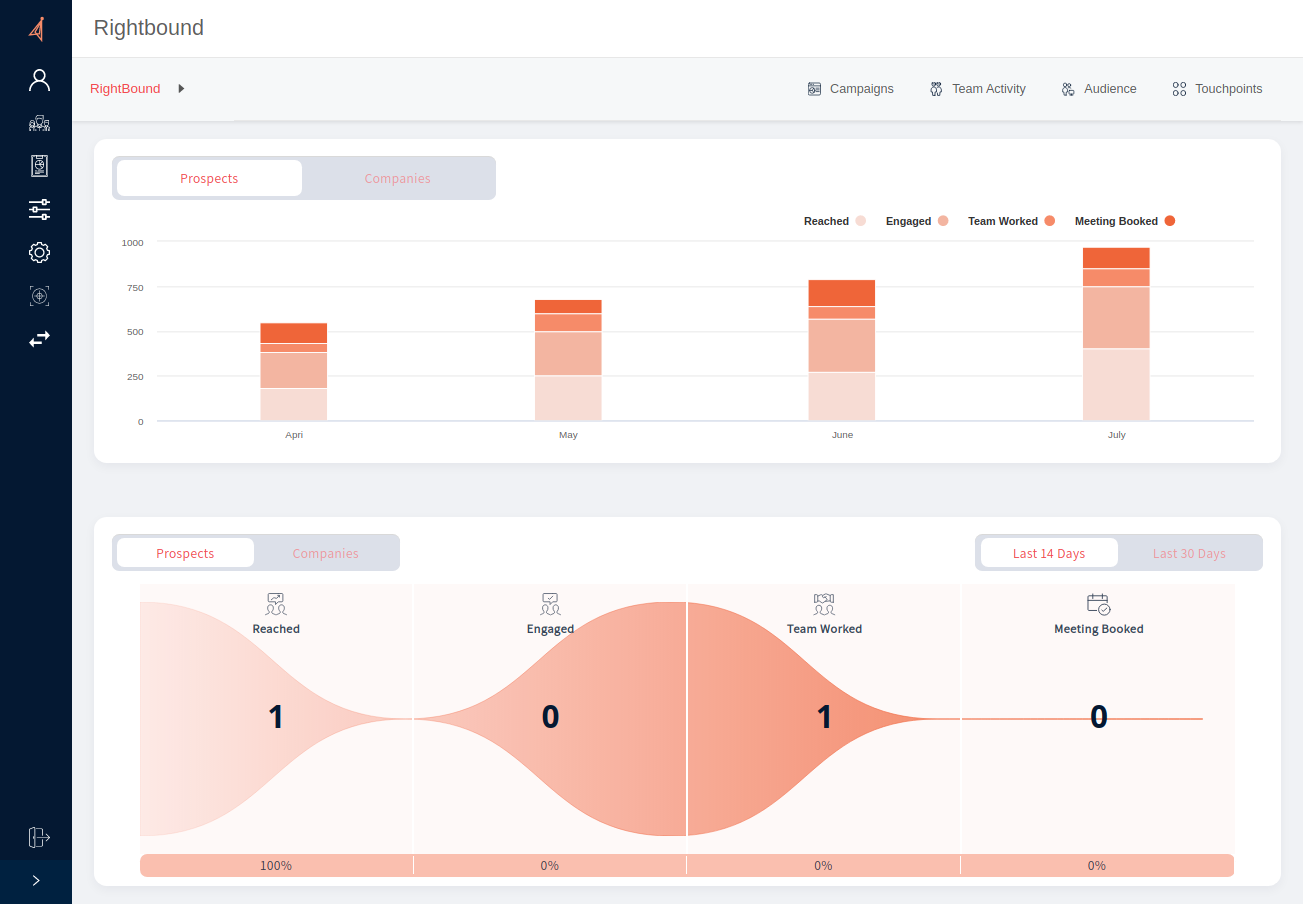 Rightbound
RightBound
Campaigns
Team Activity
Audience
Touchpoints
Prospects
Companies
Reached
Engaged
Team Worked
Meeting Booked
1000
750
500
250
0
Apri
May
June
July
Prospects
Companies
Last 14 Days
Last 30 Days
Reached
Engaged
Team Worked
Meeting Booked
1
0
1
0
100%
0%
0%
0%